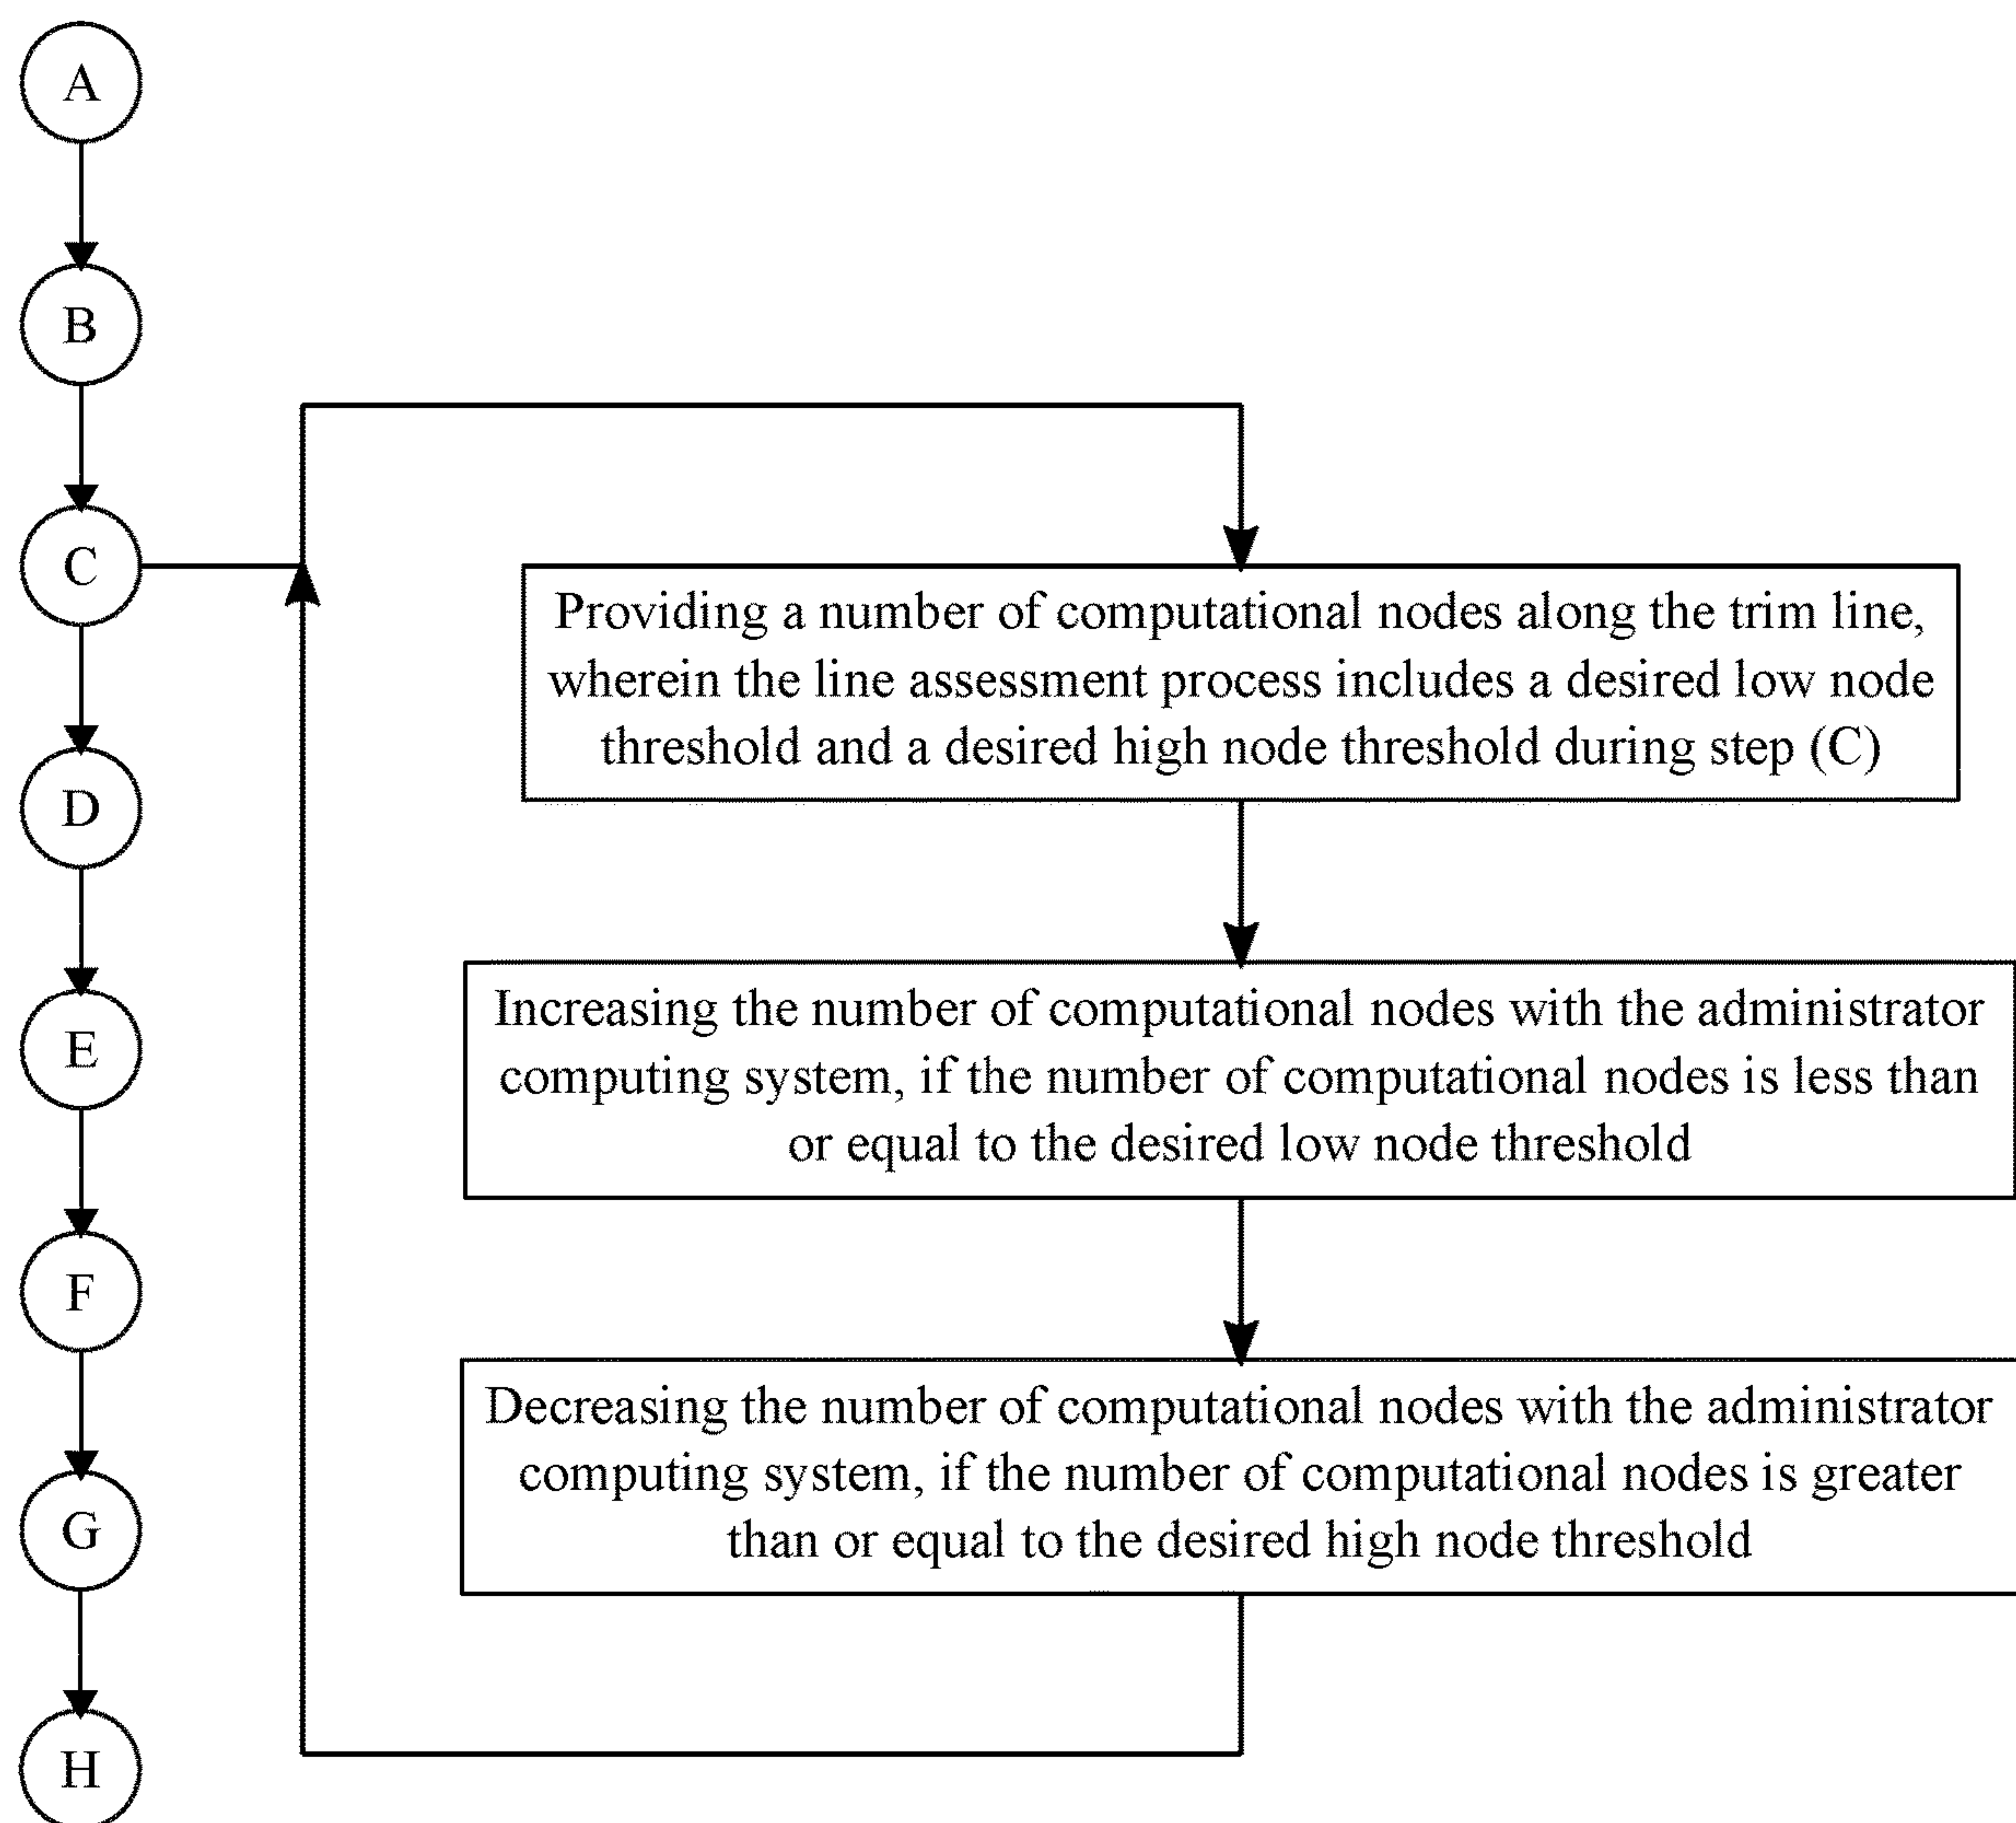 A
B
C
D
E
F
G
H
Providing a number of computational nodes along the trim line,
wherein the line assessment process includes a desired low node
threshold and a desired high node threshold during step (C)
Increasing the number of computational nodes with the administrator
computing system, if the number of computational nodes is less than
or equal to the desired low node threshold
Decreasing the number of computational nodes with the administrator
computing system, if the number of computational nodes is greater
than or equal to the desired high node threshold